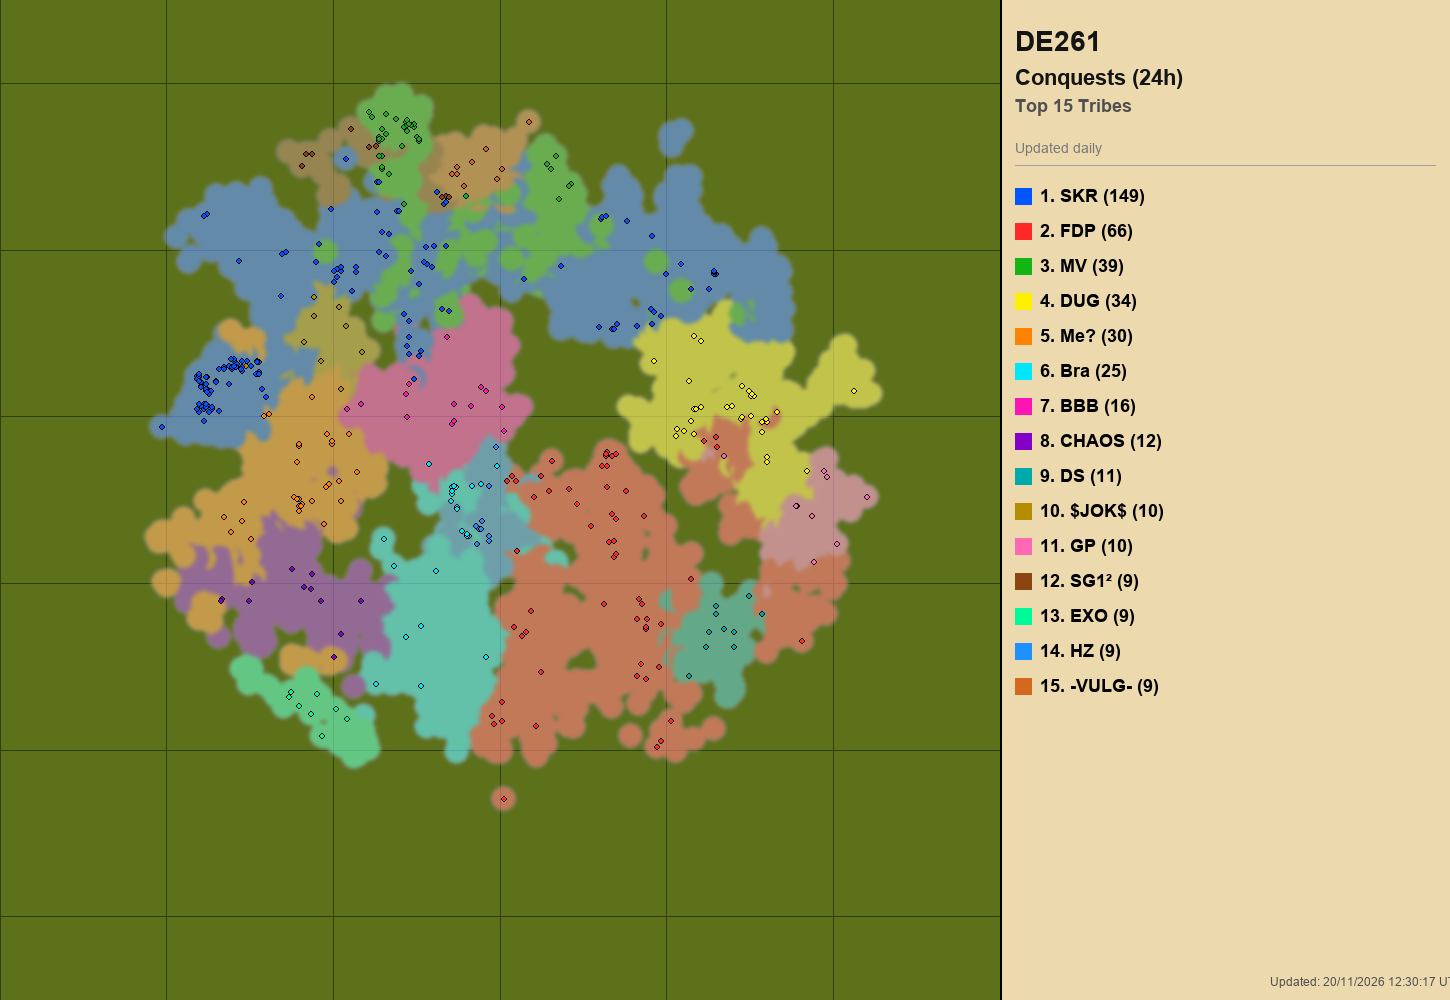 DE261
Conquests (24h)
Top 15 Tribes
Updated daily
1. SKR (149)
2. FDP (66)
3. MV (39)
4. DUG (34)
5. Me? (30)
6. Bra (25)
7. BBB (16)
8. CHAOS (12)
9. DS (11)
10. $JOK$ (10)
11. GP (10)
12. SG1² (9)
13. EXO (9)
14. HZ (9)
15. -VULG- (9)
Updated: 20/11/2026 12:30:17